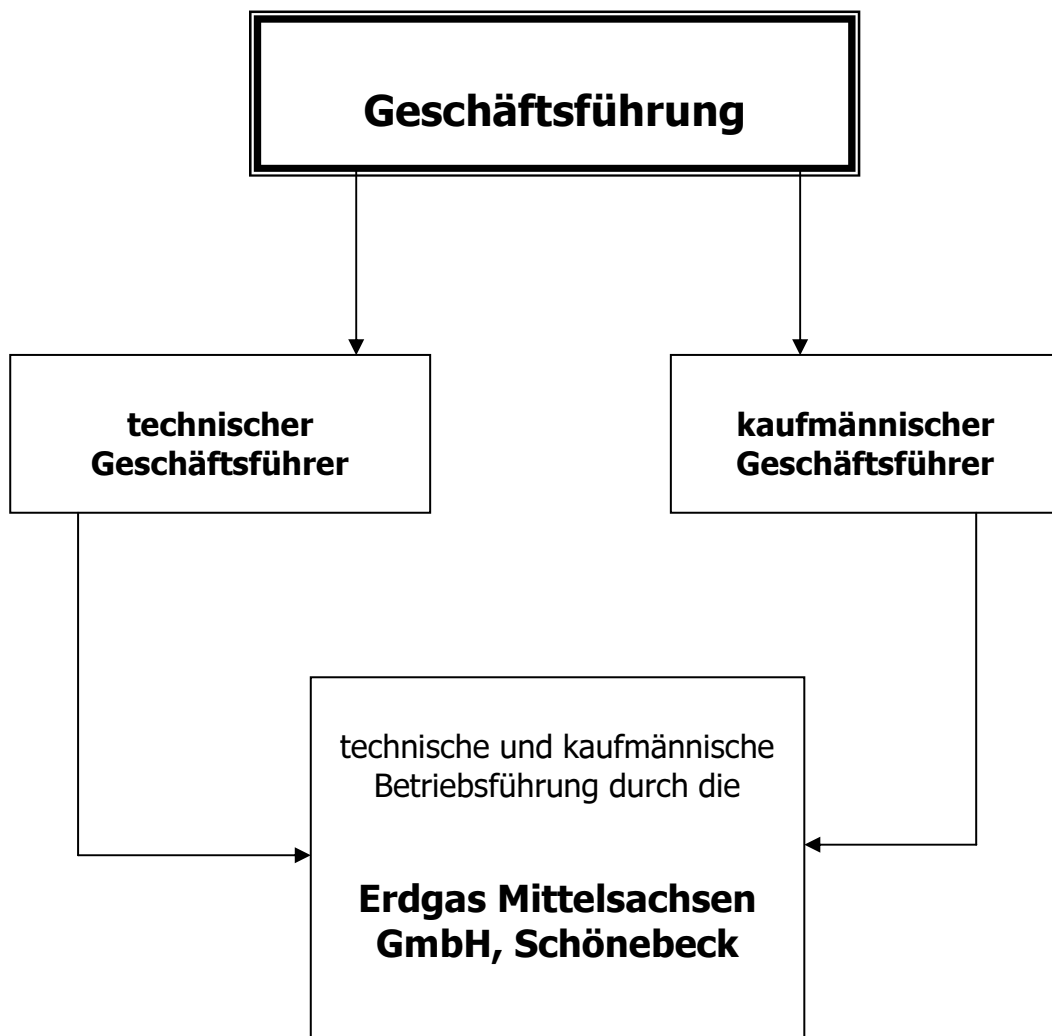 Geschäftsführung
technischer
Geschäftsführer
kaufmännischer
Geschäftsführer
technische und kaufmännische
Betriebsführung durch die
Erdgas Mittelsachsen
GmbH, Schönebeck